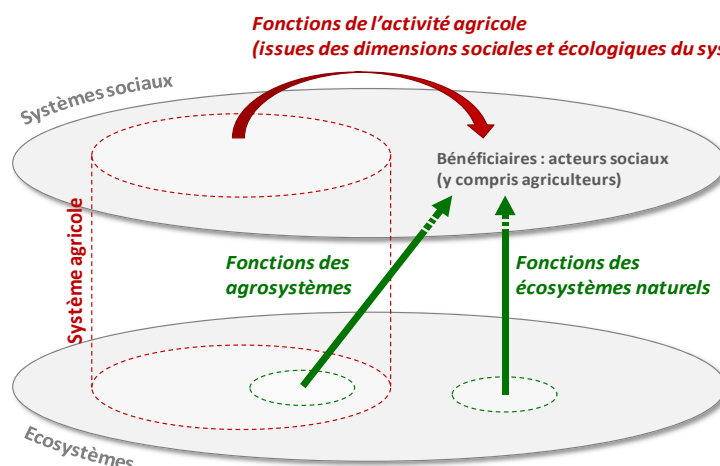 Fonctions de l’activité agricole
(issues des dimensions sociales et écologiques du sys
Systèmes sociaux
Bénéficiaires : acteurs sociaux
(y compris agriculteurs)
Système agricole
Fonctions des
agrosystèmes
Fonctions des
écosystèmes naturels
Ecosystèmes